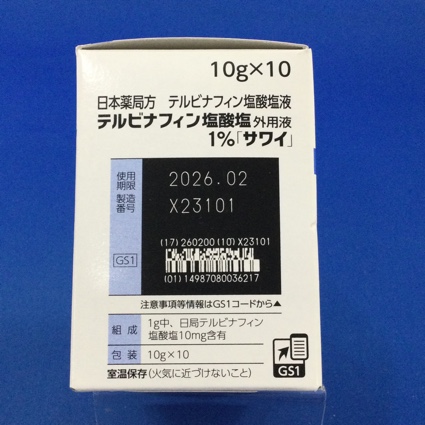 10g×10
日本薬局方 テルビナフィン塩酸塩液
テルビナフィン塩酸塩外用液
1%「サワイ」
使用期限 2026.02
製造番号 X23101
(17)260200(10)X23101
GS1
(01)14987080036217
注意事項等情報はGS1コードから▲
組成 1g中、日局テルビナフィン
塩酸塩10mg含有
包装 10g×10
室温保存(火気に近づけないこと)
GS1